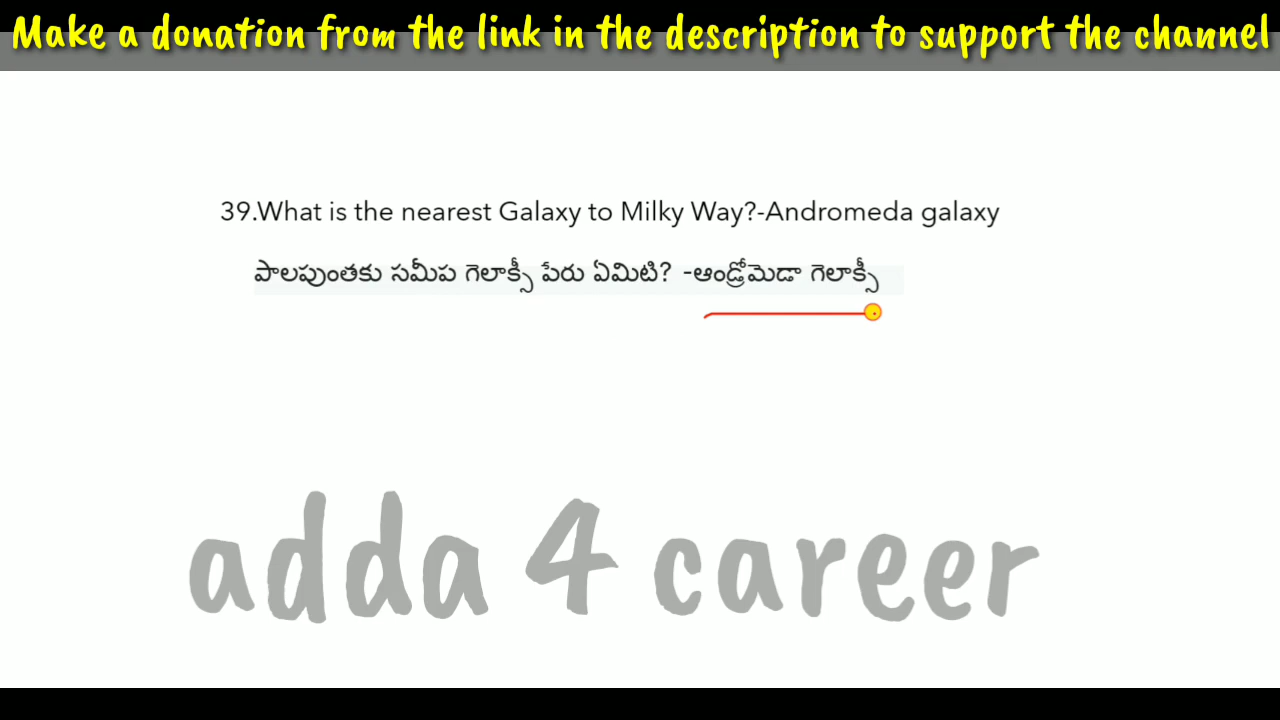 Make a donation from the link in the description to support the channel
39.What is the nearest Galaxy to Milky Way?-Andromeda galaxy
పాలపుంతకు సమీప గెలాక్సీ పేరు ఏమిటి? -ఆండ్రోమెడా గెలాక్సీ
adda 4 career